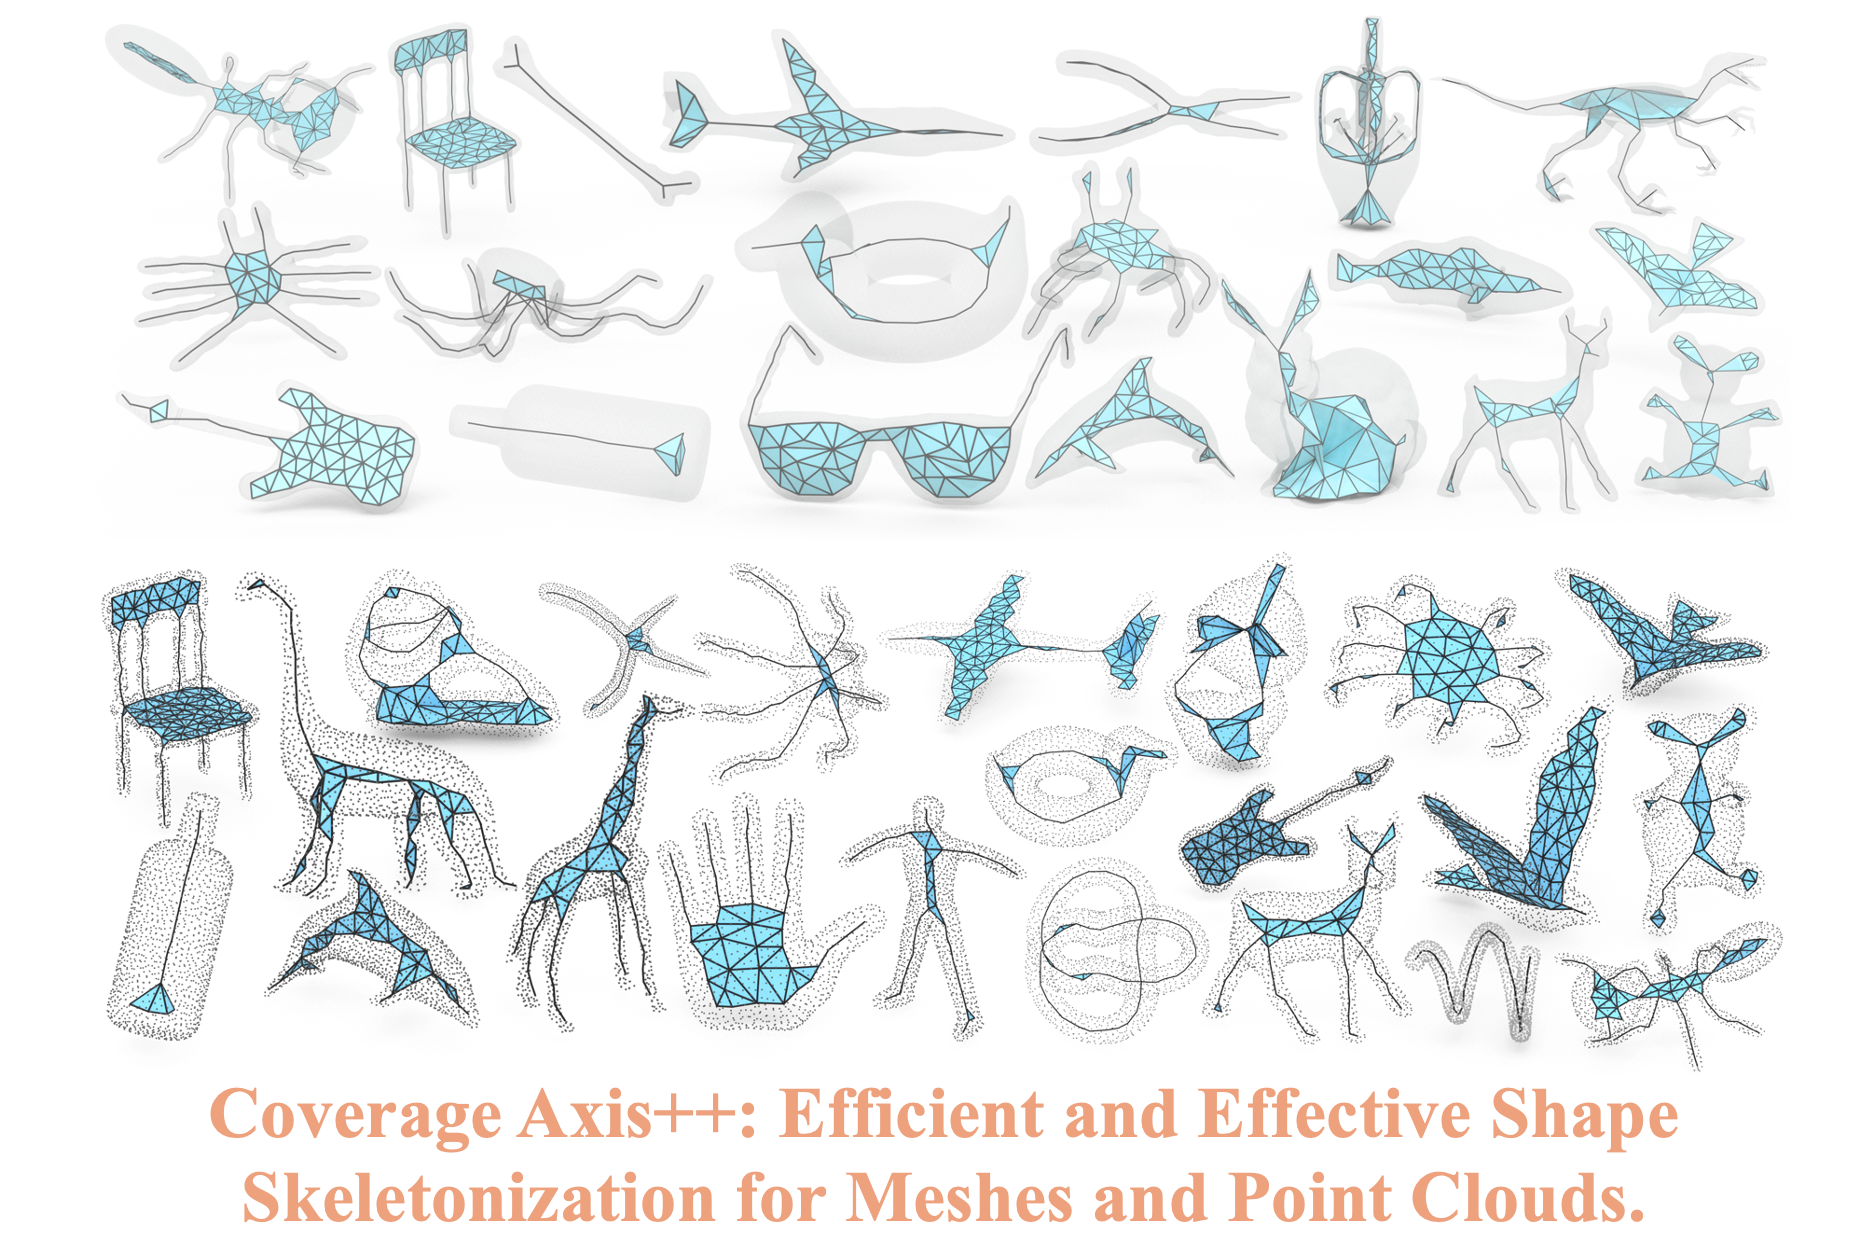 Coverage Axis++: Efficient and Effective Shape
Skeletonization for Meshes and Point Clouds.